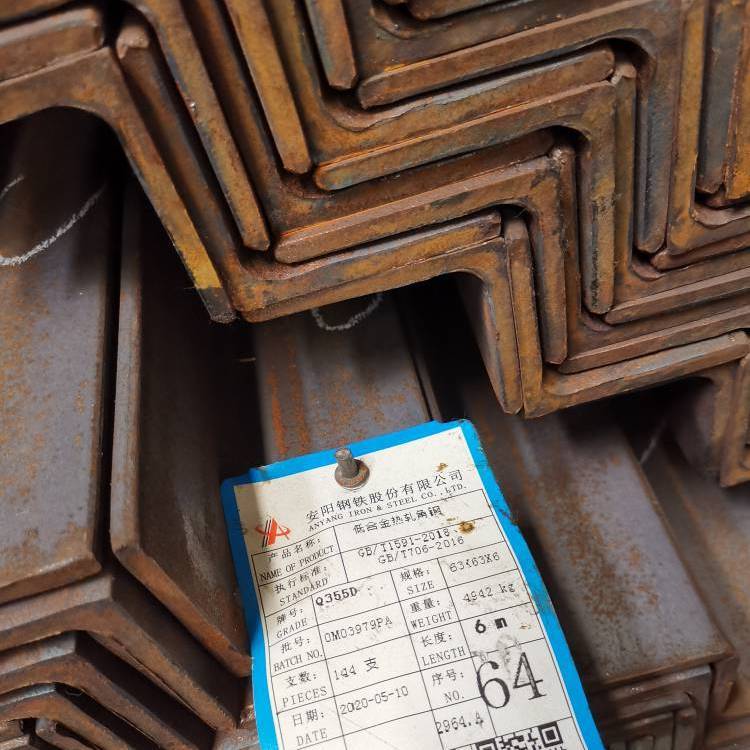 安阳钢铁股份有限公司
ANYANG IRON & STEEL CO.,LTD.
产品名称: 低合金热轧角钢
NAME OF PRODUCT
执行标准: GB/T1591-2018
STANDARD GB/T706-2016
牌号: Q355D 规格: 63X63X6
GRADE SIZE
批号: 0M03979PA 重量: 4942 kg
BATCH NO. WEIGHT
支数: 144 支 长度: 6 m
PIECES LENGTH
日期: 2020-05-10 序号: 64
DATE NO.
2964.4